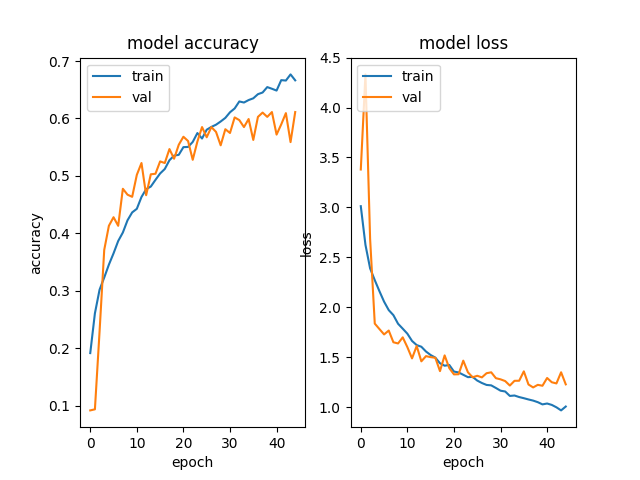 model accuracy
train
val
0.7
0.6
0.5
0.4
0.3
0.2
0.1
accuracy
0 10 20 30 40
epoch
model loss
train
val
4.5
4.0
3.5
3.0
2.5
2.0
1.5
1.0
loss
0 10 20 30 40
epoch